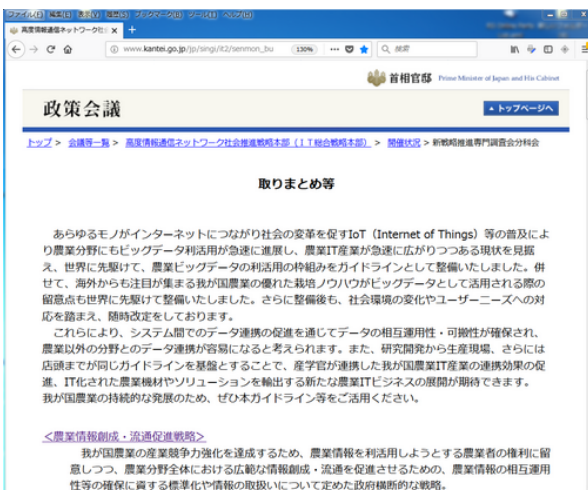 ファイル(F) 編集(E) 表示(V) 履歴(S) ブックマーク(B) ツール(T) ヘルプ(H)
高度情報通信ネットワーク社
www.kantei.go.jp/jp/singi/it2/senmon_bu 130% 検索
首相官邸 Prime Minister of Japan and His Cabinet
政策会議
トップページへ
トップ > 会議等一覧 > 高度情報通信ネットワーク社会推進戦略本部(IT総合戦略本部) > 開催状況 > 新戦略推進専門調査会分科会
取りまとめ等
あらゆるモノがインターネットにつながり社会の変革を促すIoT(Internet of Things)等の普及によ
り農業分野にもビッグデータ利活用が急速に進展し、農業IT産業が急速に広がりつつある現状を見据
え、世界に先駆けて、農業ビッグデータの利活用の枠組みをガイドラインとして整備いたしました。併
せて、海外からも注目が集まる我が国農業の優れた栽培ノウハウがビッグデータとして活用される際の
留意点も世界に先駆けて整備いたしました。さらに整備後も、社会環境の変化やユーザーニーズへの対
応を踏まえ、随時改定をしております。
これらにより、システム間でのデータ連携の促進を通じてデータの相互運用性・可搬性が確保され、
農業以外の分野とのデータ連携が容易になると考えられます。また、研究開発から生産現場、さらには
店頭までが同じガイドラインを基盤とすることで、産学官が連携した我が国農業IT産業の連携効果の促
進、IT化された農業機材やソリューションを輸出する新たな農業ITビジネスの展開が期待できます。
我が国農業の持続的な発展のため、ぜひ本ガイドライン等をご活用ください。
<農業情報創成・流通促進戦略>
我が国農業の産業競争力強化を達成するため、農業情報を利活用しようとする農業者の権利に留
意しつつ、農業分野全体における広範な情報創成・流通を促進させるための、農業情報の相互運用
性等の確保に資する標準化や情報の取扱いについて定めた政府横断的な戦略。